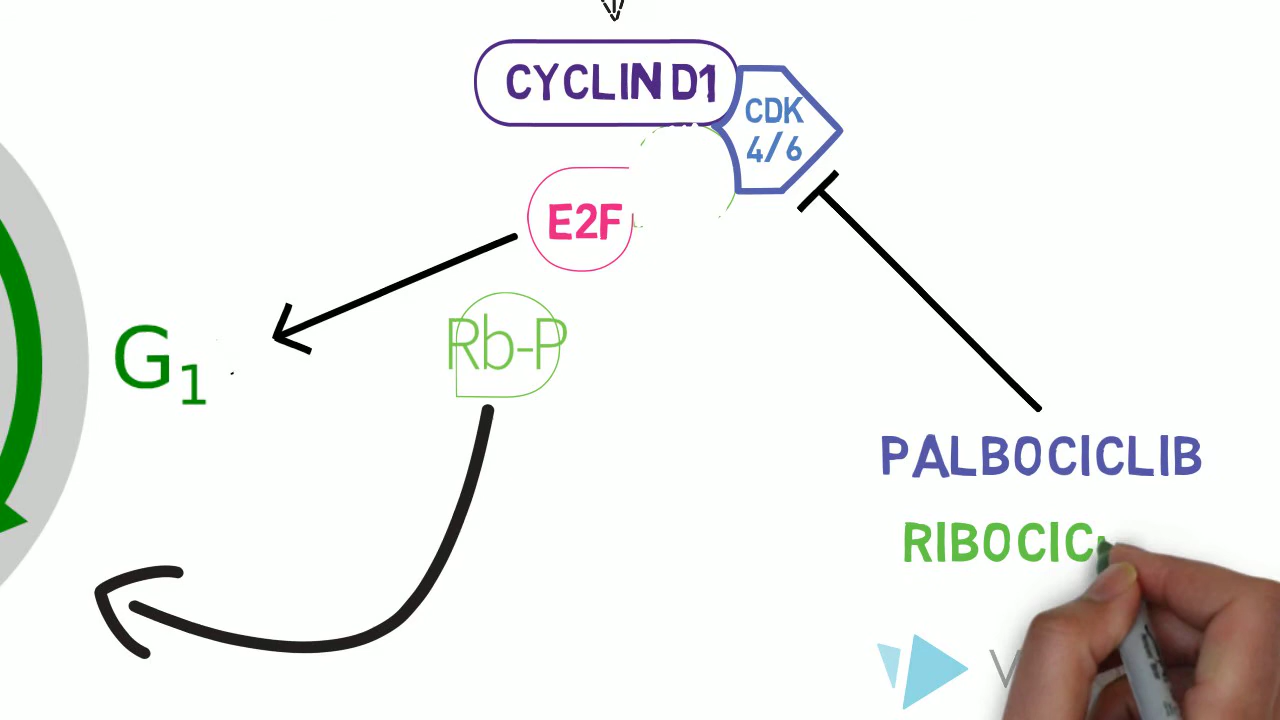 CYCLIN D1
CDK
4/6
E2F
Rb-P
G1
PALBOCICLIB
RIBOCIC